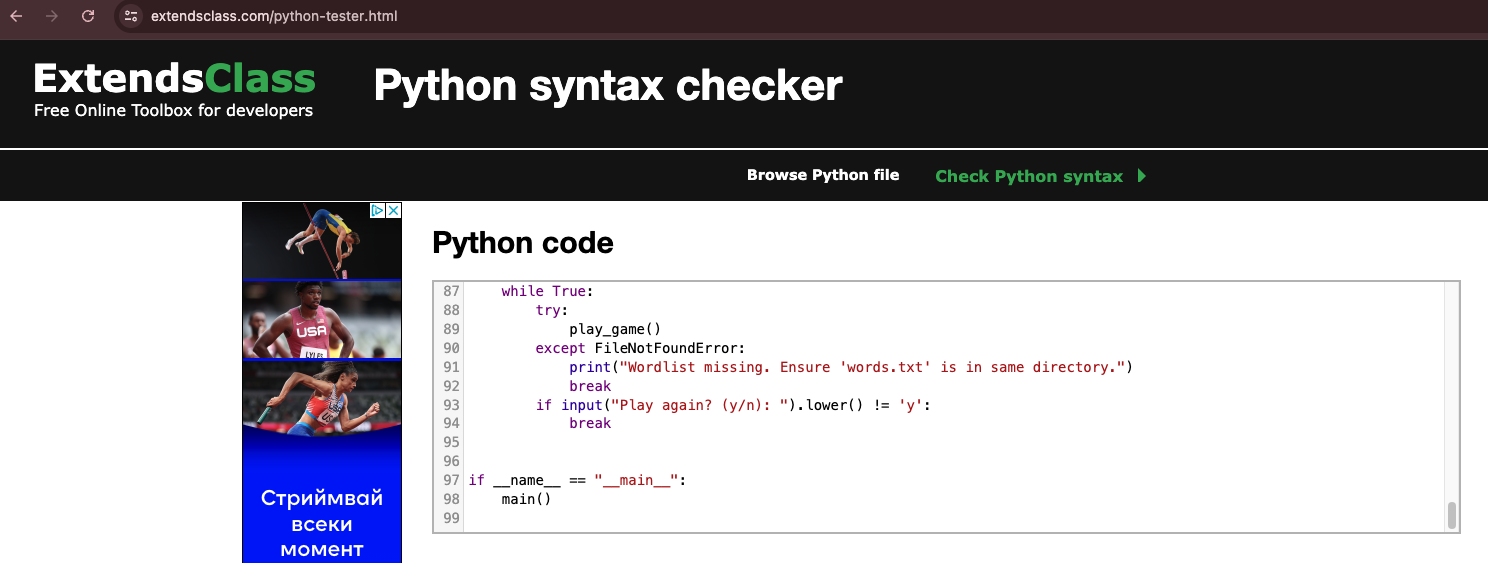 extendsclass.com/python-tester.html
ExtendsClass
Free Online Toolbox for developers
Python syntax checker
Browse Python file
Check Python syntax
USA
LYLES
US
Стриймвай
всеки
момент
Python code
87     while True:
88         try:
89             play_game()
90         except FileNotFoundError:
91             print("Wordlist missing. Ensure 'words.txt' is in same directory.")
92             break
93         if input("Play again? (y/n): ").lower() != 'y':
94             break
95
96
97 if __name__ == "__main__":
98     main()
99